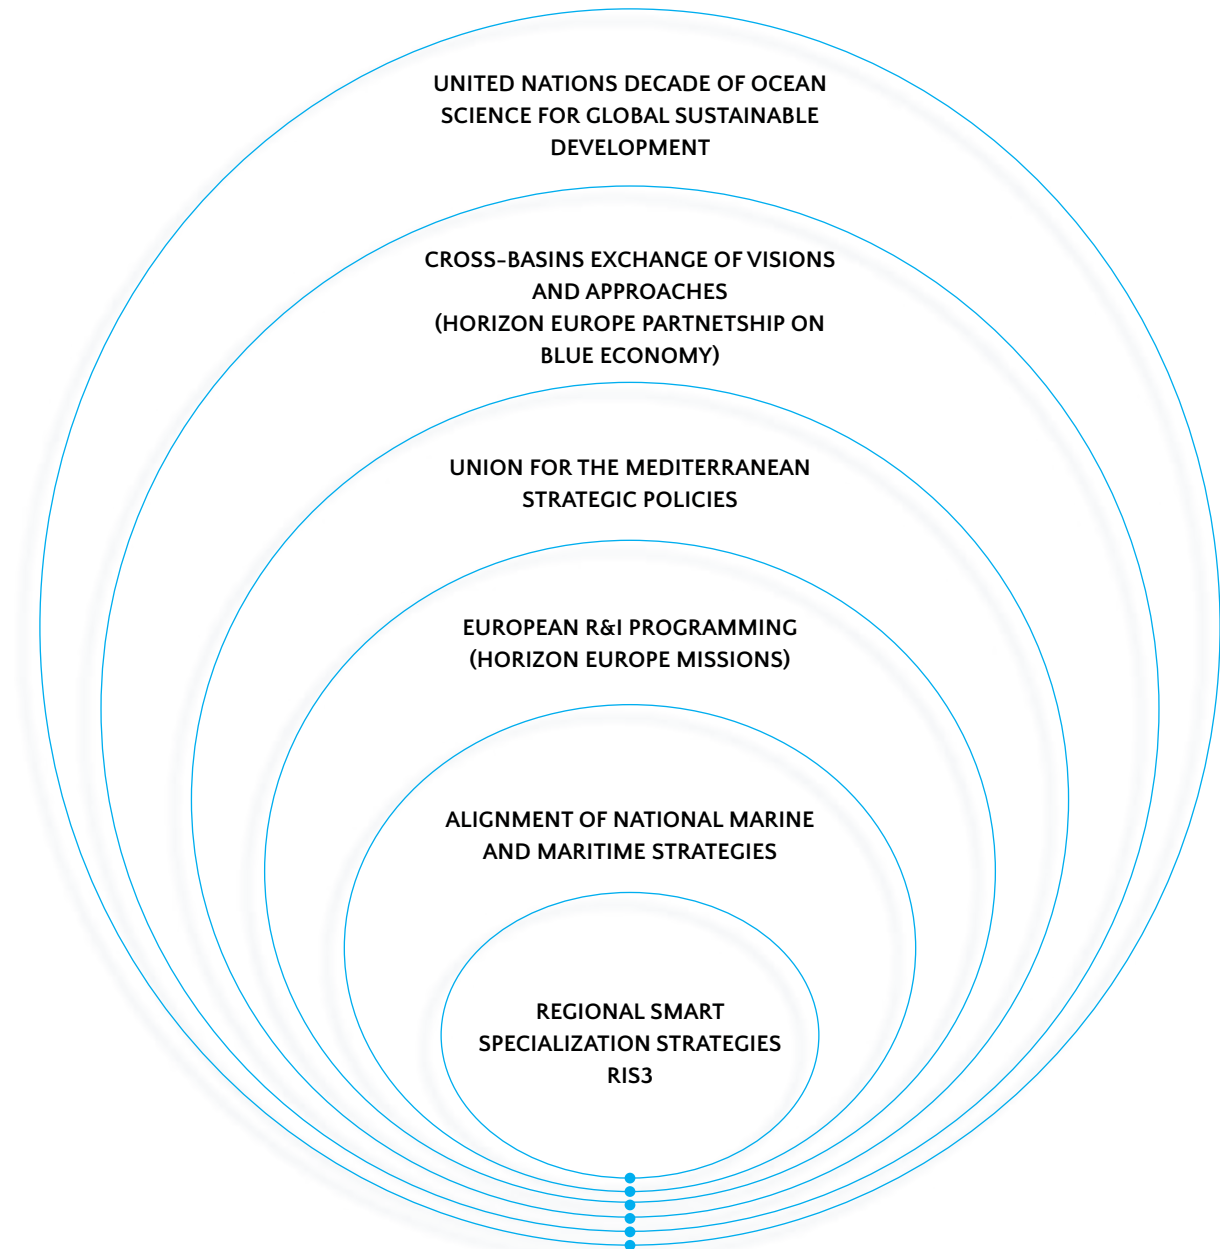 UNITED NATIONS DECADE OF OCEAN
SCIENCE FOR GLOBAL SUSTAINABLE
DEVELOPMENT
CROSS-BASINS EXCHANGE OF VISIONS
AND APPROACHES
(HORIZON EUROPE PARTNETSHIP ON
BLUE ECONOMY)
UNION FOR THE MEDITERRANEAN
STRATEGIC POLICIES
EUROPEAN R&I PROGRAMMING
(HORIZON EUROPE MISSIONS)
ALIGNMENT OF NATIONAL MARINE
AND MARITIME STRATEGIES
REGIONAL SMART
SPECIALIZATION STRATEGIES
RIS3